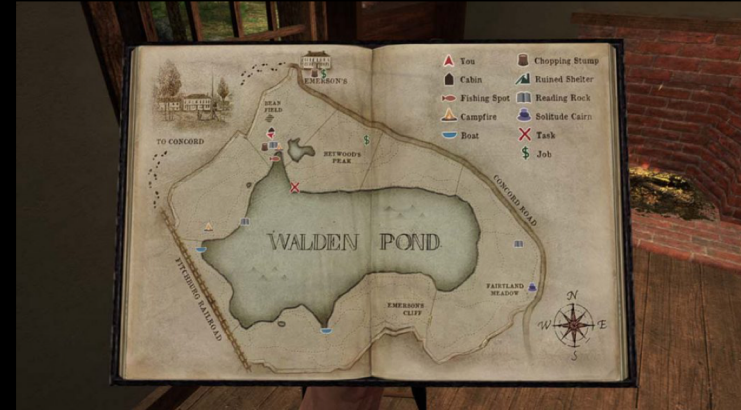 You
Cabin
Fishing Spot
Campfire
Boat
Chopping Stump
Ruined Shelter
Reading Rock
Solitude Cairn
Task
Job
EMERSON'S
BEAN
FIELD
TO CONCORD
HEYWOOD'S
PEAK
CONCORD ROAD
WALDEN POND
FITCHBURG RAILROAD
FAIRYLAND
MEADOW
EMERSON'S
CLIFF
N
W E
S